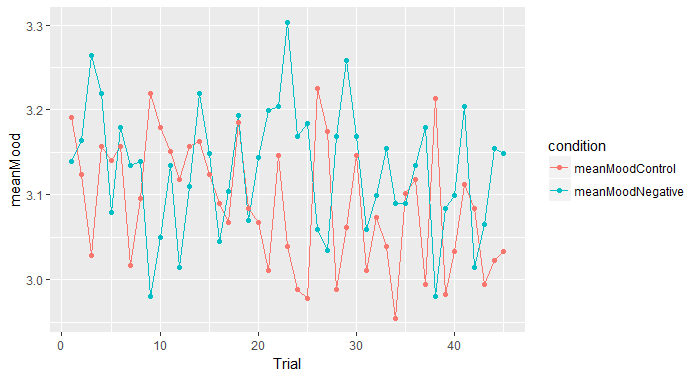 3.3
3.2
3.1
3.0
meanMood
0 10 20 30 40
Trial
condition
meanMoodControl
meanMoodNegative